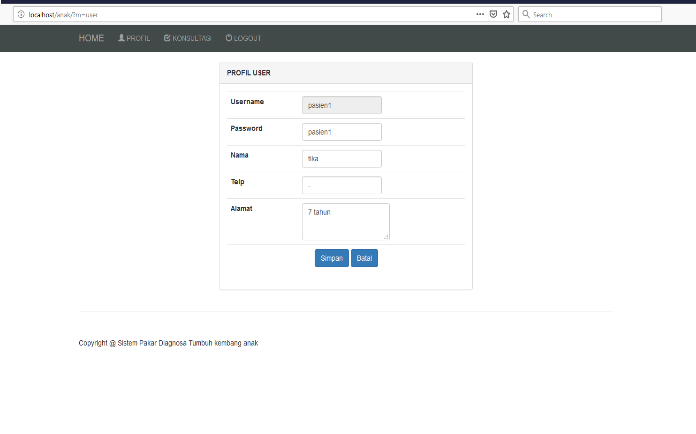 localhost/anak/?m=user
Search
HOME PROFIL KONSULTASI LOGOUT
PROFIL USER
Username pasien1
Password pasien1
Nama tika
Telp -
Alamat 7 tahun
Simpan Batal
Copyright @ Sistem Pakar Diagnosa Tumbuh kembang anak